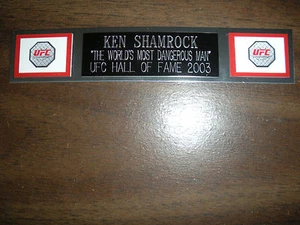 UFC
KEN SHAMROCK
"THE WORLD'S MOST DANGEROUS MAN"
UFC HALL OF FAME 2003
UFC